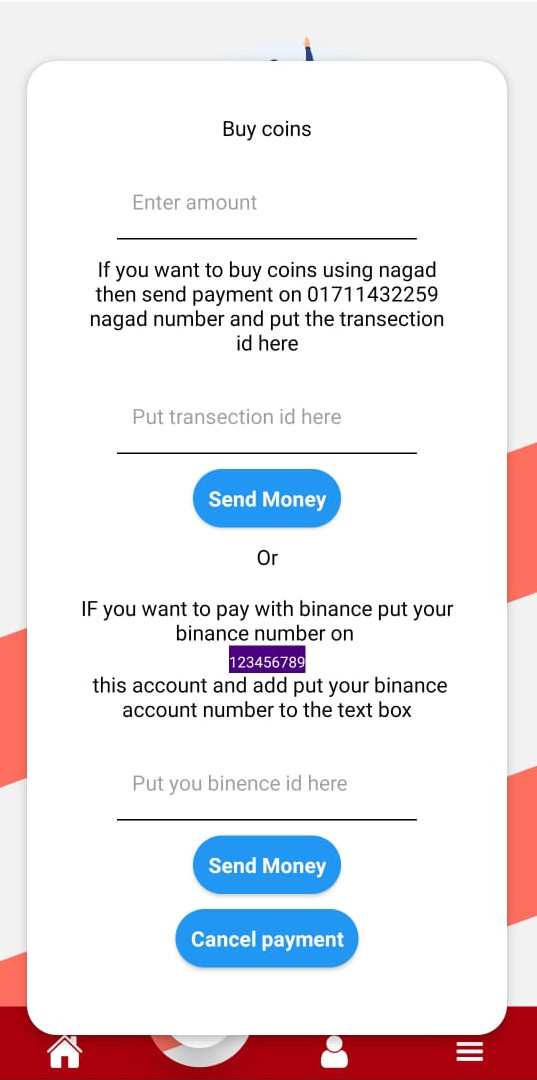 Buy coins
Enter amount
If you want to buy coins using nagad
then send payment on 01711432259
nagad number and put the transection
id here
Put transection id here
Send Money
Or
IF you want to pay with binance put your
binance number on
123456789
this account and add put your binance
account number to the text box
Put you binence id here
Send Money
Cancel payment